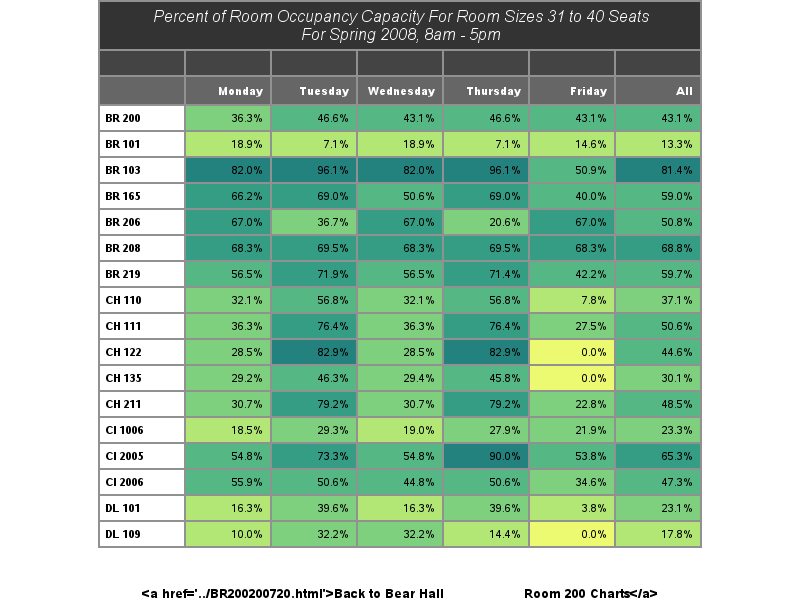 Percent of Room Occupancy Capacity For Room Sizes 31 to 40 Seats
For Spring 2008, 8am - 5pm
Monday Tuesday Wednesday Thursday Friday All
BR 200 36.3% 46.6% 43.1% 46.6% 43.1% 43.1%
BR 101 18.9% 7.1% 18.9% 7.1% 14.6% 13.3%
BR 103 82.0% 96.1% 82.0% 96.1% 50.9% 81.4%
BR 165 66.2% 69.0% 50.6% 69.0% 40.0% 59.0%
BR 206 67.0% 36.7% 67.0% 20.6% 67.0% 50.8%
BR 208 68.3% 69.5% 68.3% 69.5% 68.3% 68.8%
BR 219 56.5% 71.9% 56.5% 71.4% 42.2% 59.7%
CH 110 32.1% 56.8% 32.1% 56.8% 7.8% 37.1%
CH 111 36.3% 76.4% 36.3% 76.4% 27.5% 50.6%
CH 122 28.5% 82.9% 28.5% 82.9% 0.0% 44.6%
CH 135 29.2% 46.3% 29.4% 45.8% 0.0% 30.1%
CH 211 30.7% 79.2% 30.7% 79.2% 22.8% 48.5%
CI 1006 18.5% 29.3% 19.0% 27.9% 21.9% 23.3%
CI 2005 54.8% 73.3% 54.8% 90.0% 53.8% 65.3%
CI 2006 55.9% 50.6% 44.8% 50.6% 34.6% 47.3%
DL 101 16.3% 39.6% 16.3% 39.6% 3.8% 23.1%
DL 109 10.0% 32.2% 32.2% 14.4% 0.0% 17.8%
<a href='../BR200200720.html'>Back to Bear Hall Room 200 Charts</a>